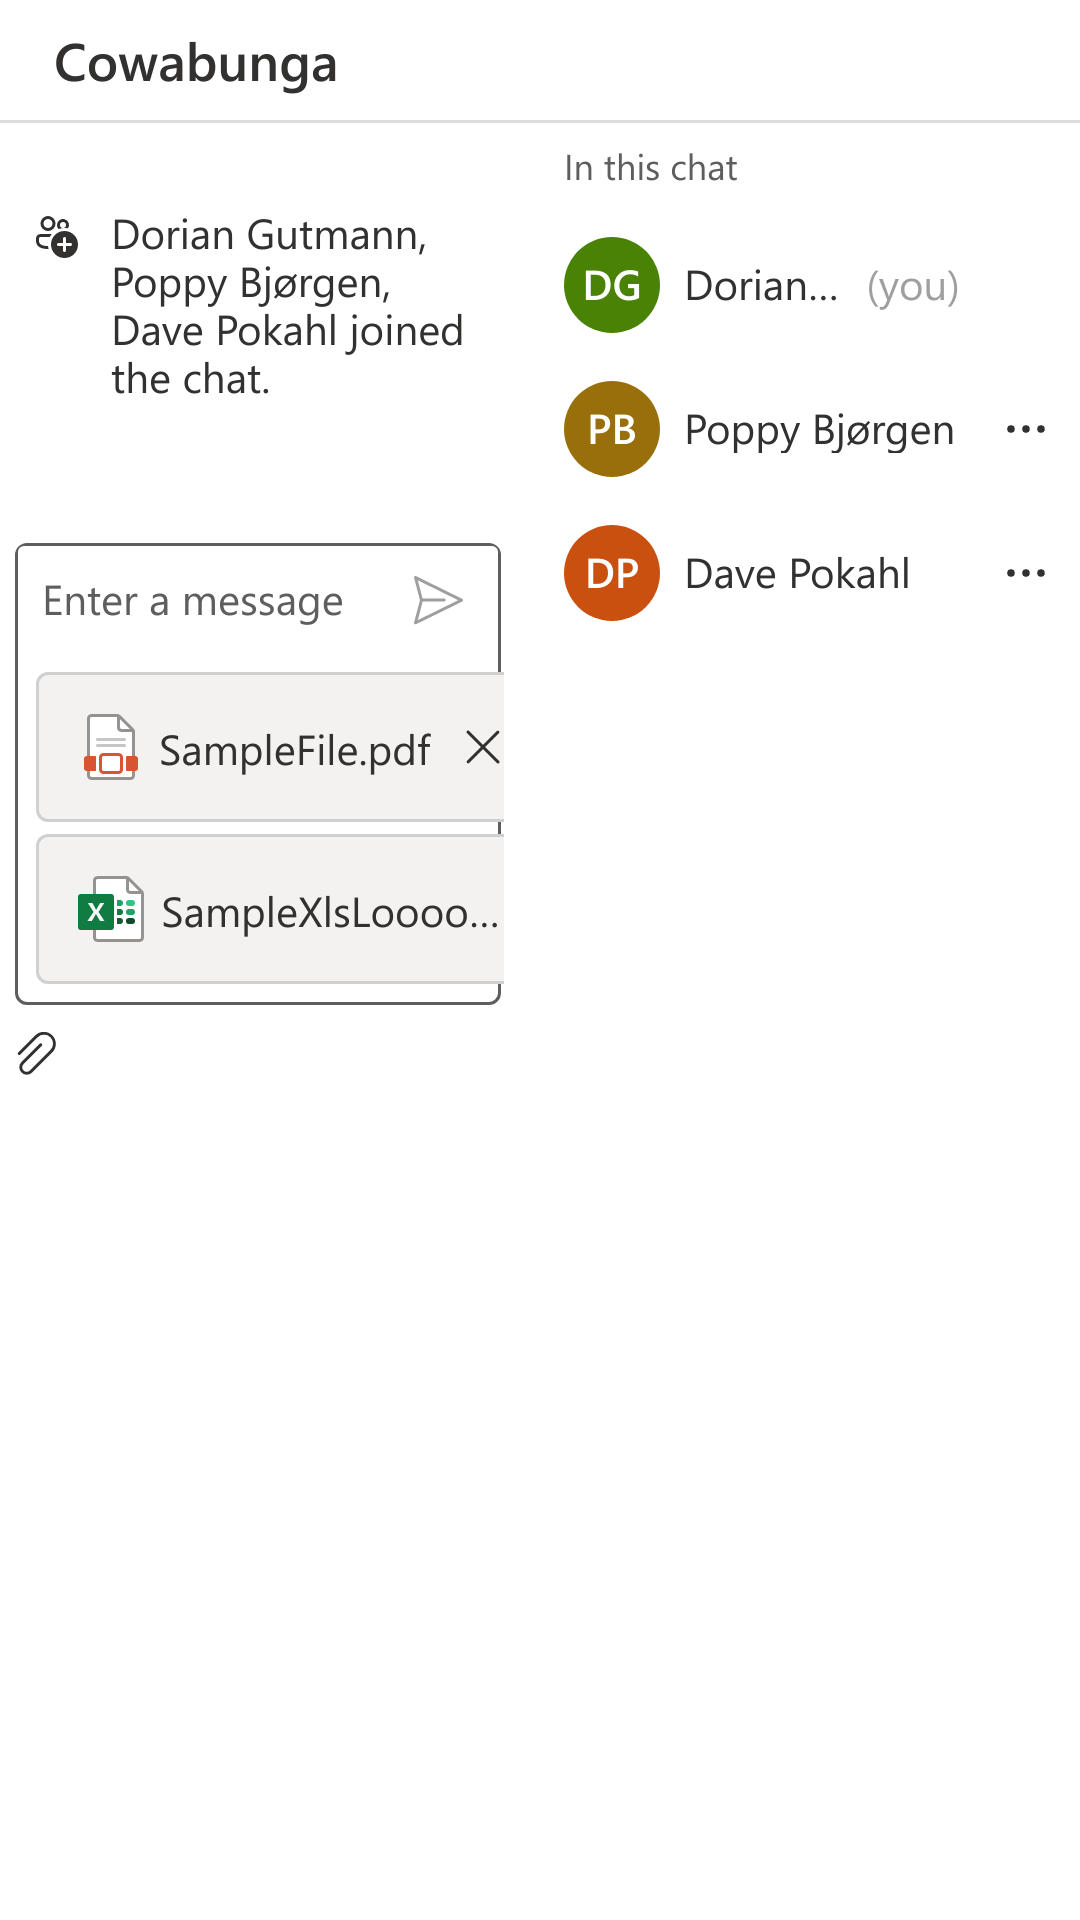 Cowabunga
Dorian Gutmann,
Poppy Bjørgen,
Dave Pokahl joined
the chat.
Enter a message
SampleFile.pdf
X
SampleXlsLoooo...
In this chat
DG
Dorian... (you)
PB
Poppy Bjørgen
DP
Dave Pokahl